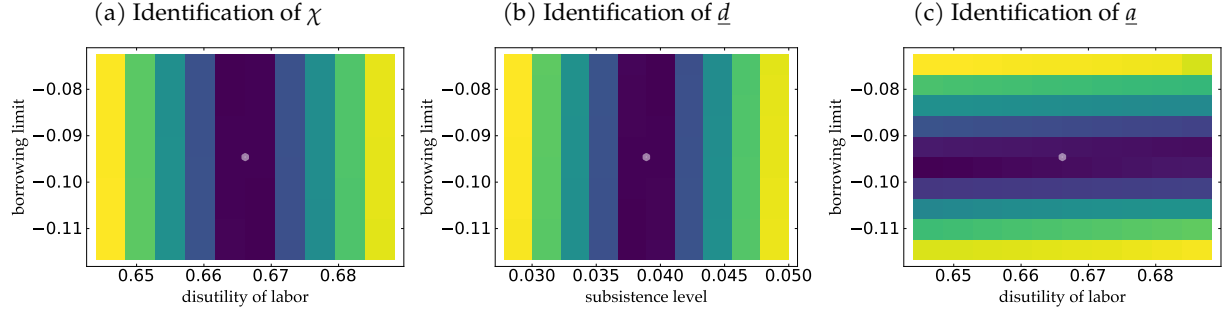 (a) Identification of χ
(b) Identification of d
(c) Identification of a
borrowing limit
−0.08
−0.09
−0.10
−0.11
0.65
0.66
0.67
0.68
disutility of labor
borrowing limit
−0.08
−0.09
−0.10
−0.11
0.030
0.035
0.040
0.045
0.050
subsistence level
borrowing limit
−0.08
−0.09
−0.10
−0.11
0.65
0.66
0.67
0.68
disutility of labor